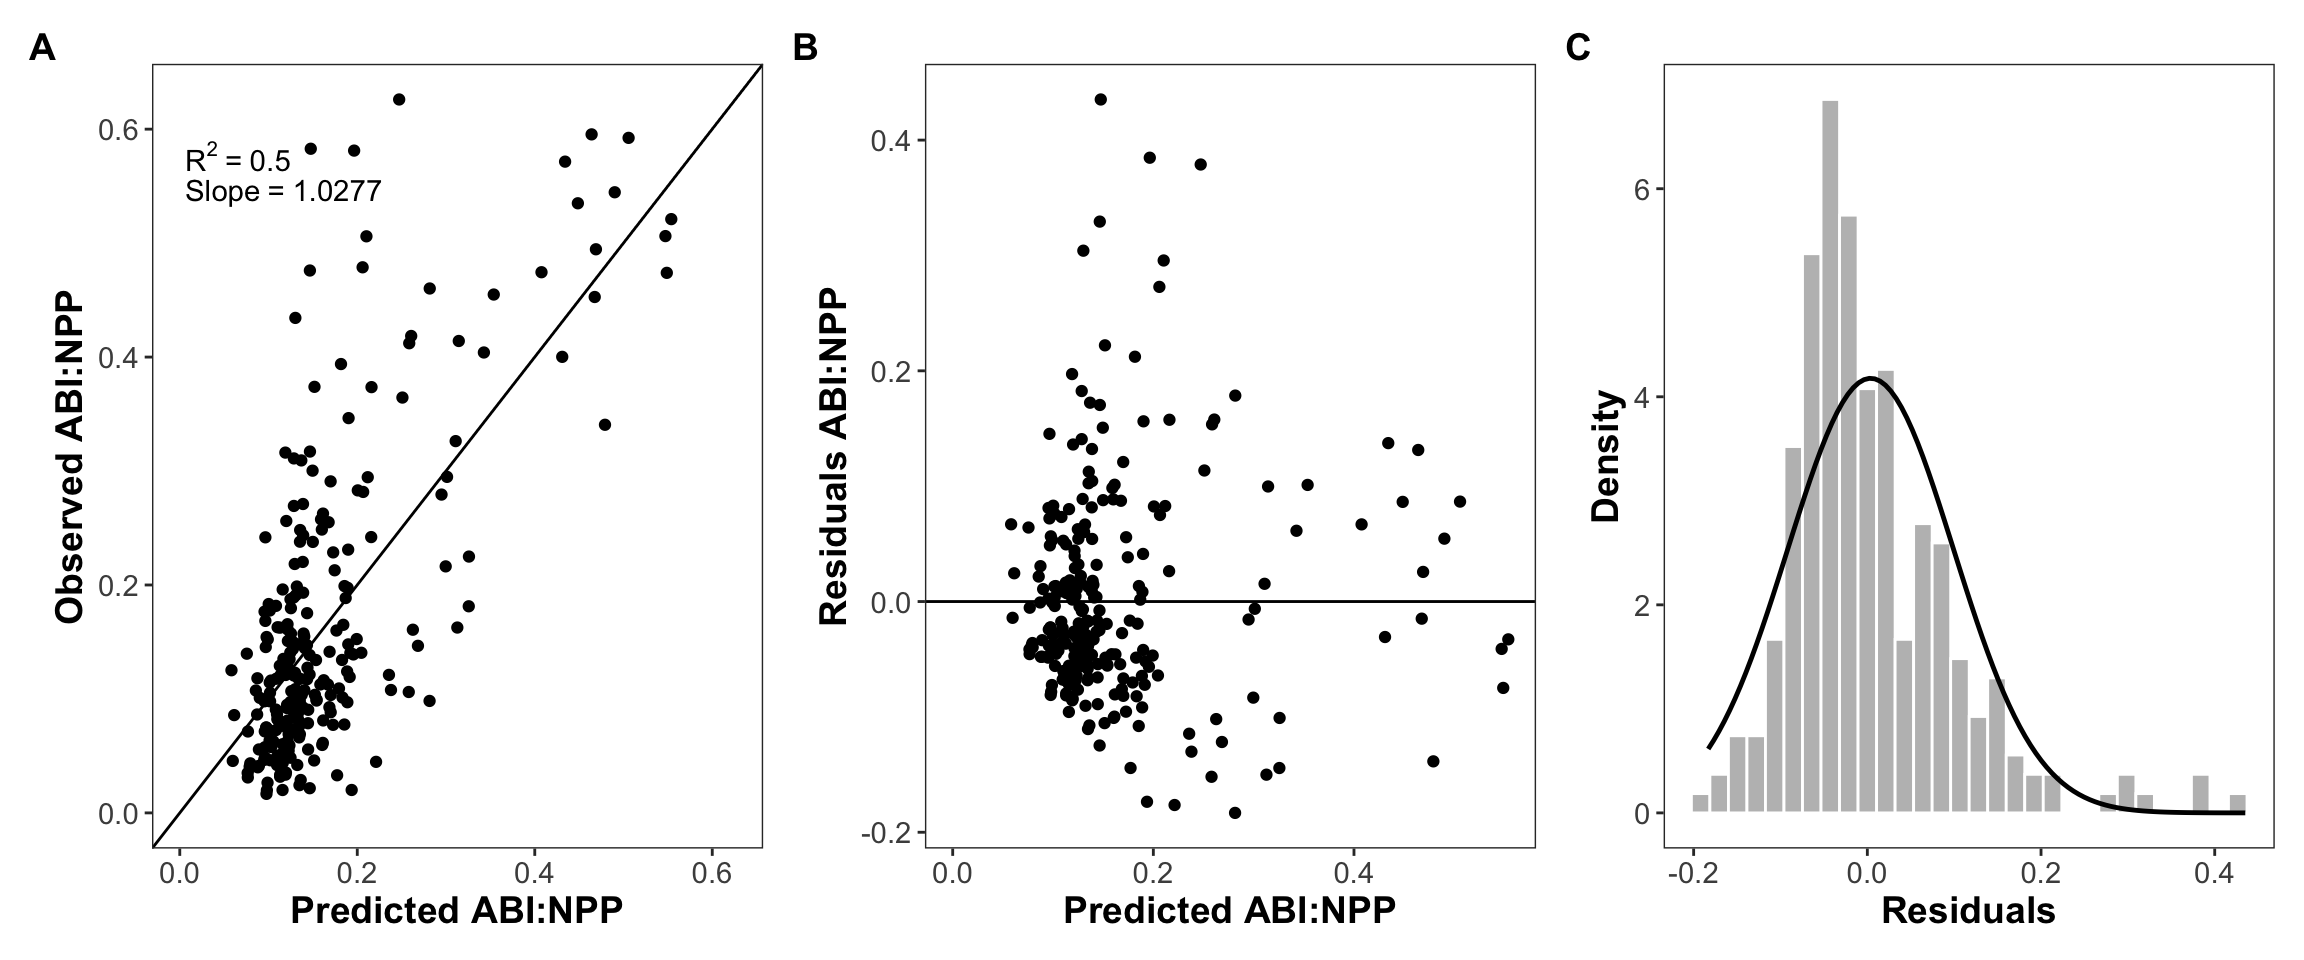 A
B
C
R² = 0.5
Slope = 1.0277
Observed ABI:NPP
0.6
0.4
0.2
0.0
0.0 0.2 0.4 0.6
Predicted ABI:NPP
Residuals ABI:NPP
0.4
0.2
0.0
-0.2
0.0 0.2 0.4
Predicted ABI:NPP
Density
6
4
2
0
-0.2 0.0 0.2 0.4
Residuals